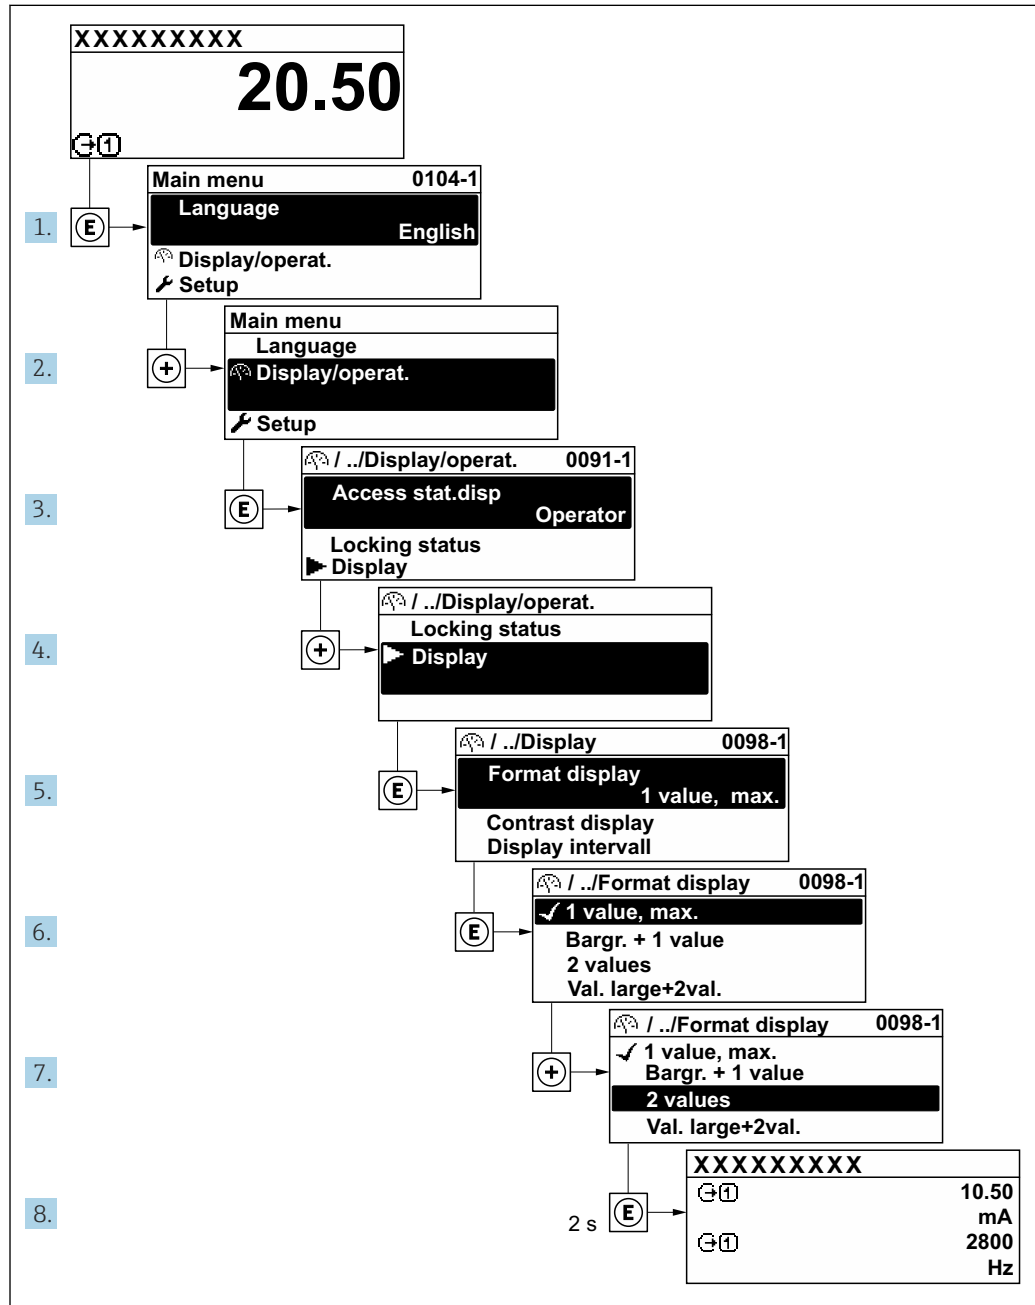 XXXXXXXXX
20.50
1
Main menu 0104-1
Language
English
Display/operat.
Setup
1.
E
Main menu
Language
Display/operat.
Setup
2.
+
/ ../Display/operat. 0091-1
Access stat.disp
Operator
Locking status
Display
3.
E
/ ../Display/operat.
Locking status
Display
4.
+
/ ../Display 0098-1
Format display
1 value, max.
Contrast display
Display intervall
5.
E
/ ../Format display 0098-1
1 value, max.
Bargr. + 1 value
2 values
Val. large+2val.
6.
E
/ ../Format display 0098-1
1 value, max.
Bargr. + 1 value
2 values
Val. large+2val.
7.
+
XXXXXXXXX
1 10.50
mA
1 2800
Hz
8.
2 s
E